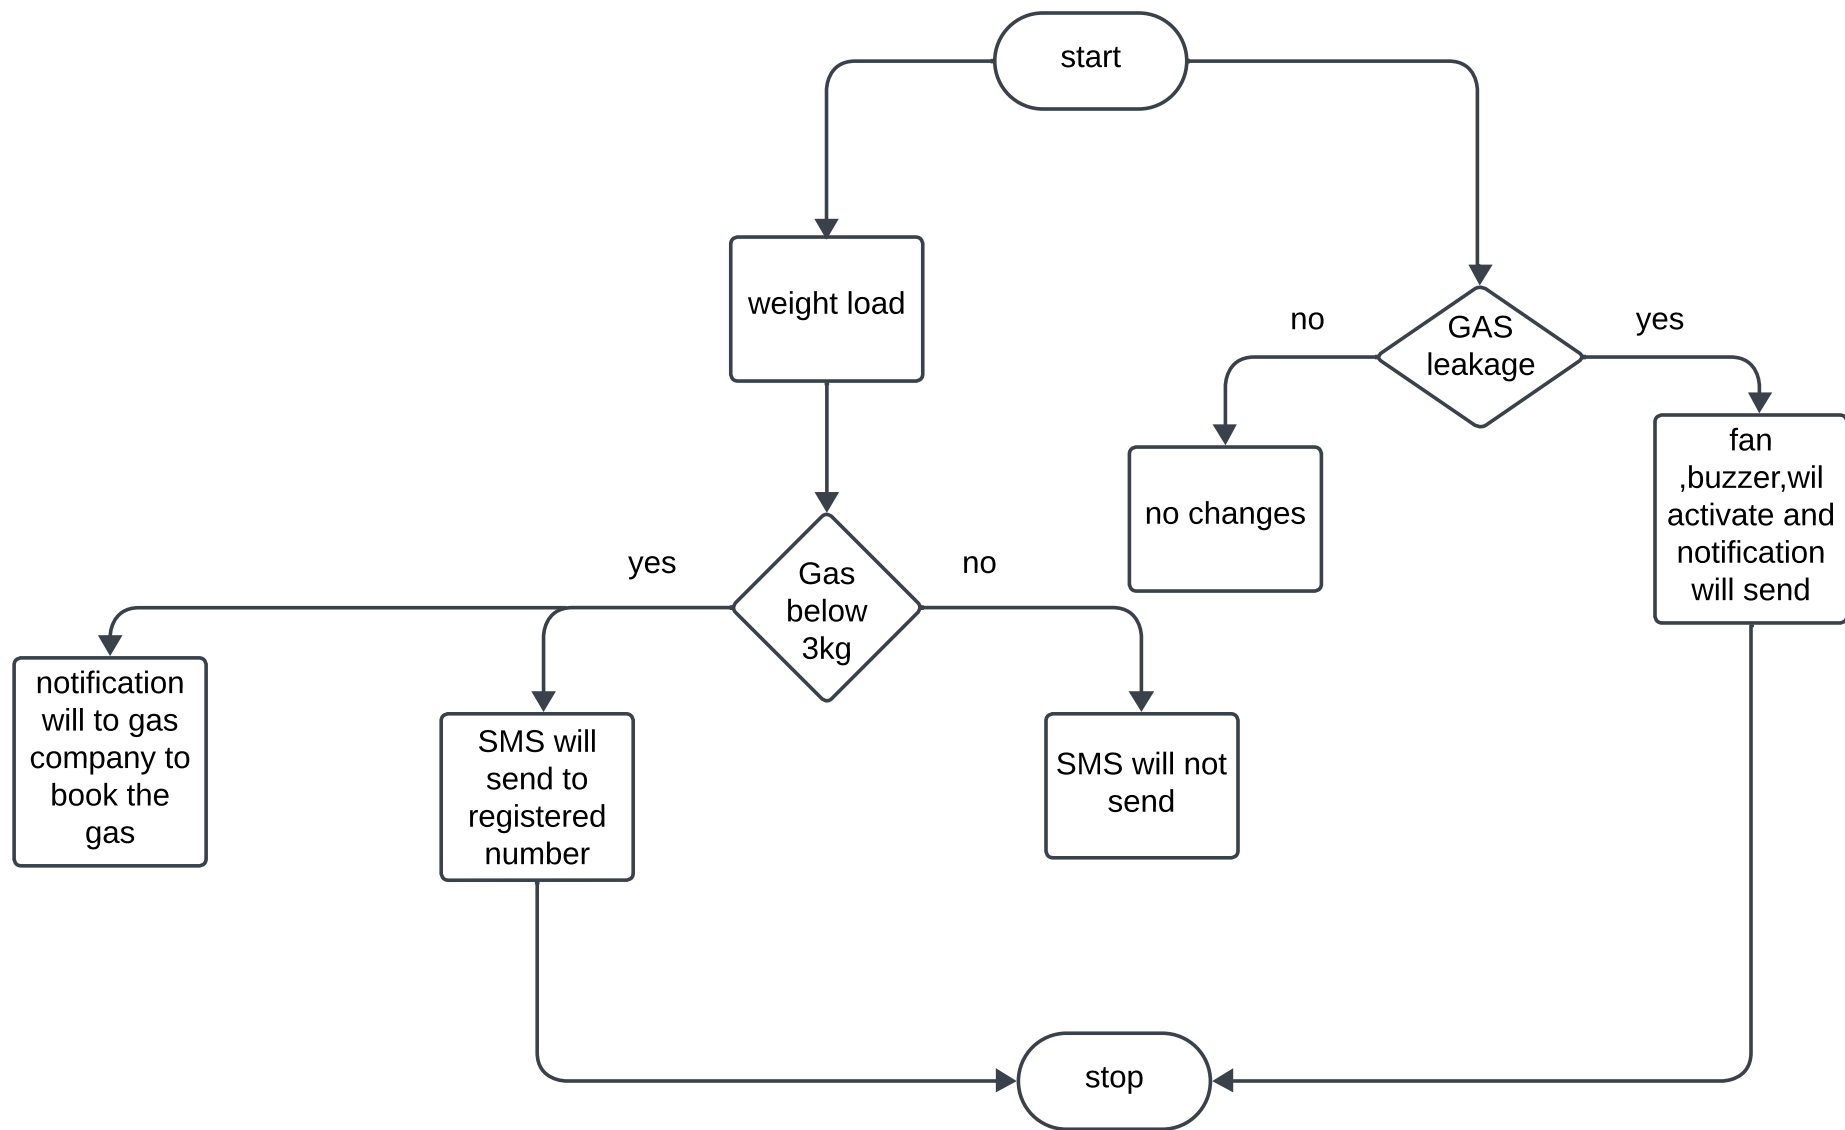 start
weight load
no
GAS
leakage
yes
no changes
fan
,buzzer,wil
activate and
notification
will send
yes
Gas
below
3kg
no
notification
will to gas
company to
book the
gas
SMS will
send to
registered
number
SMS will not
send
stop